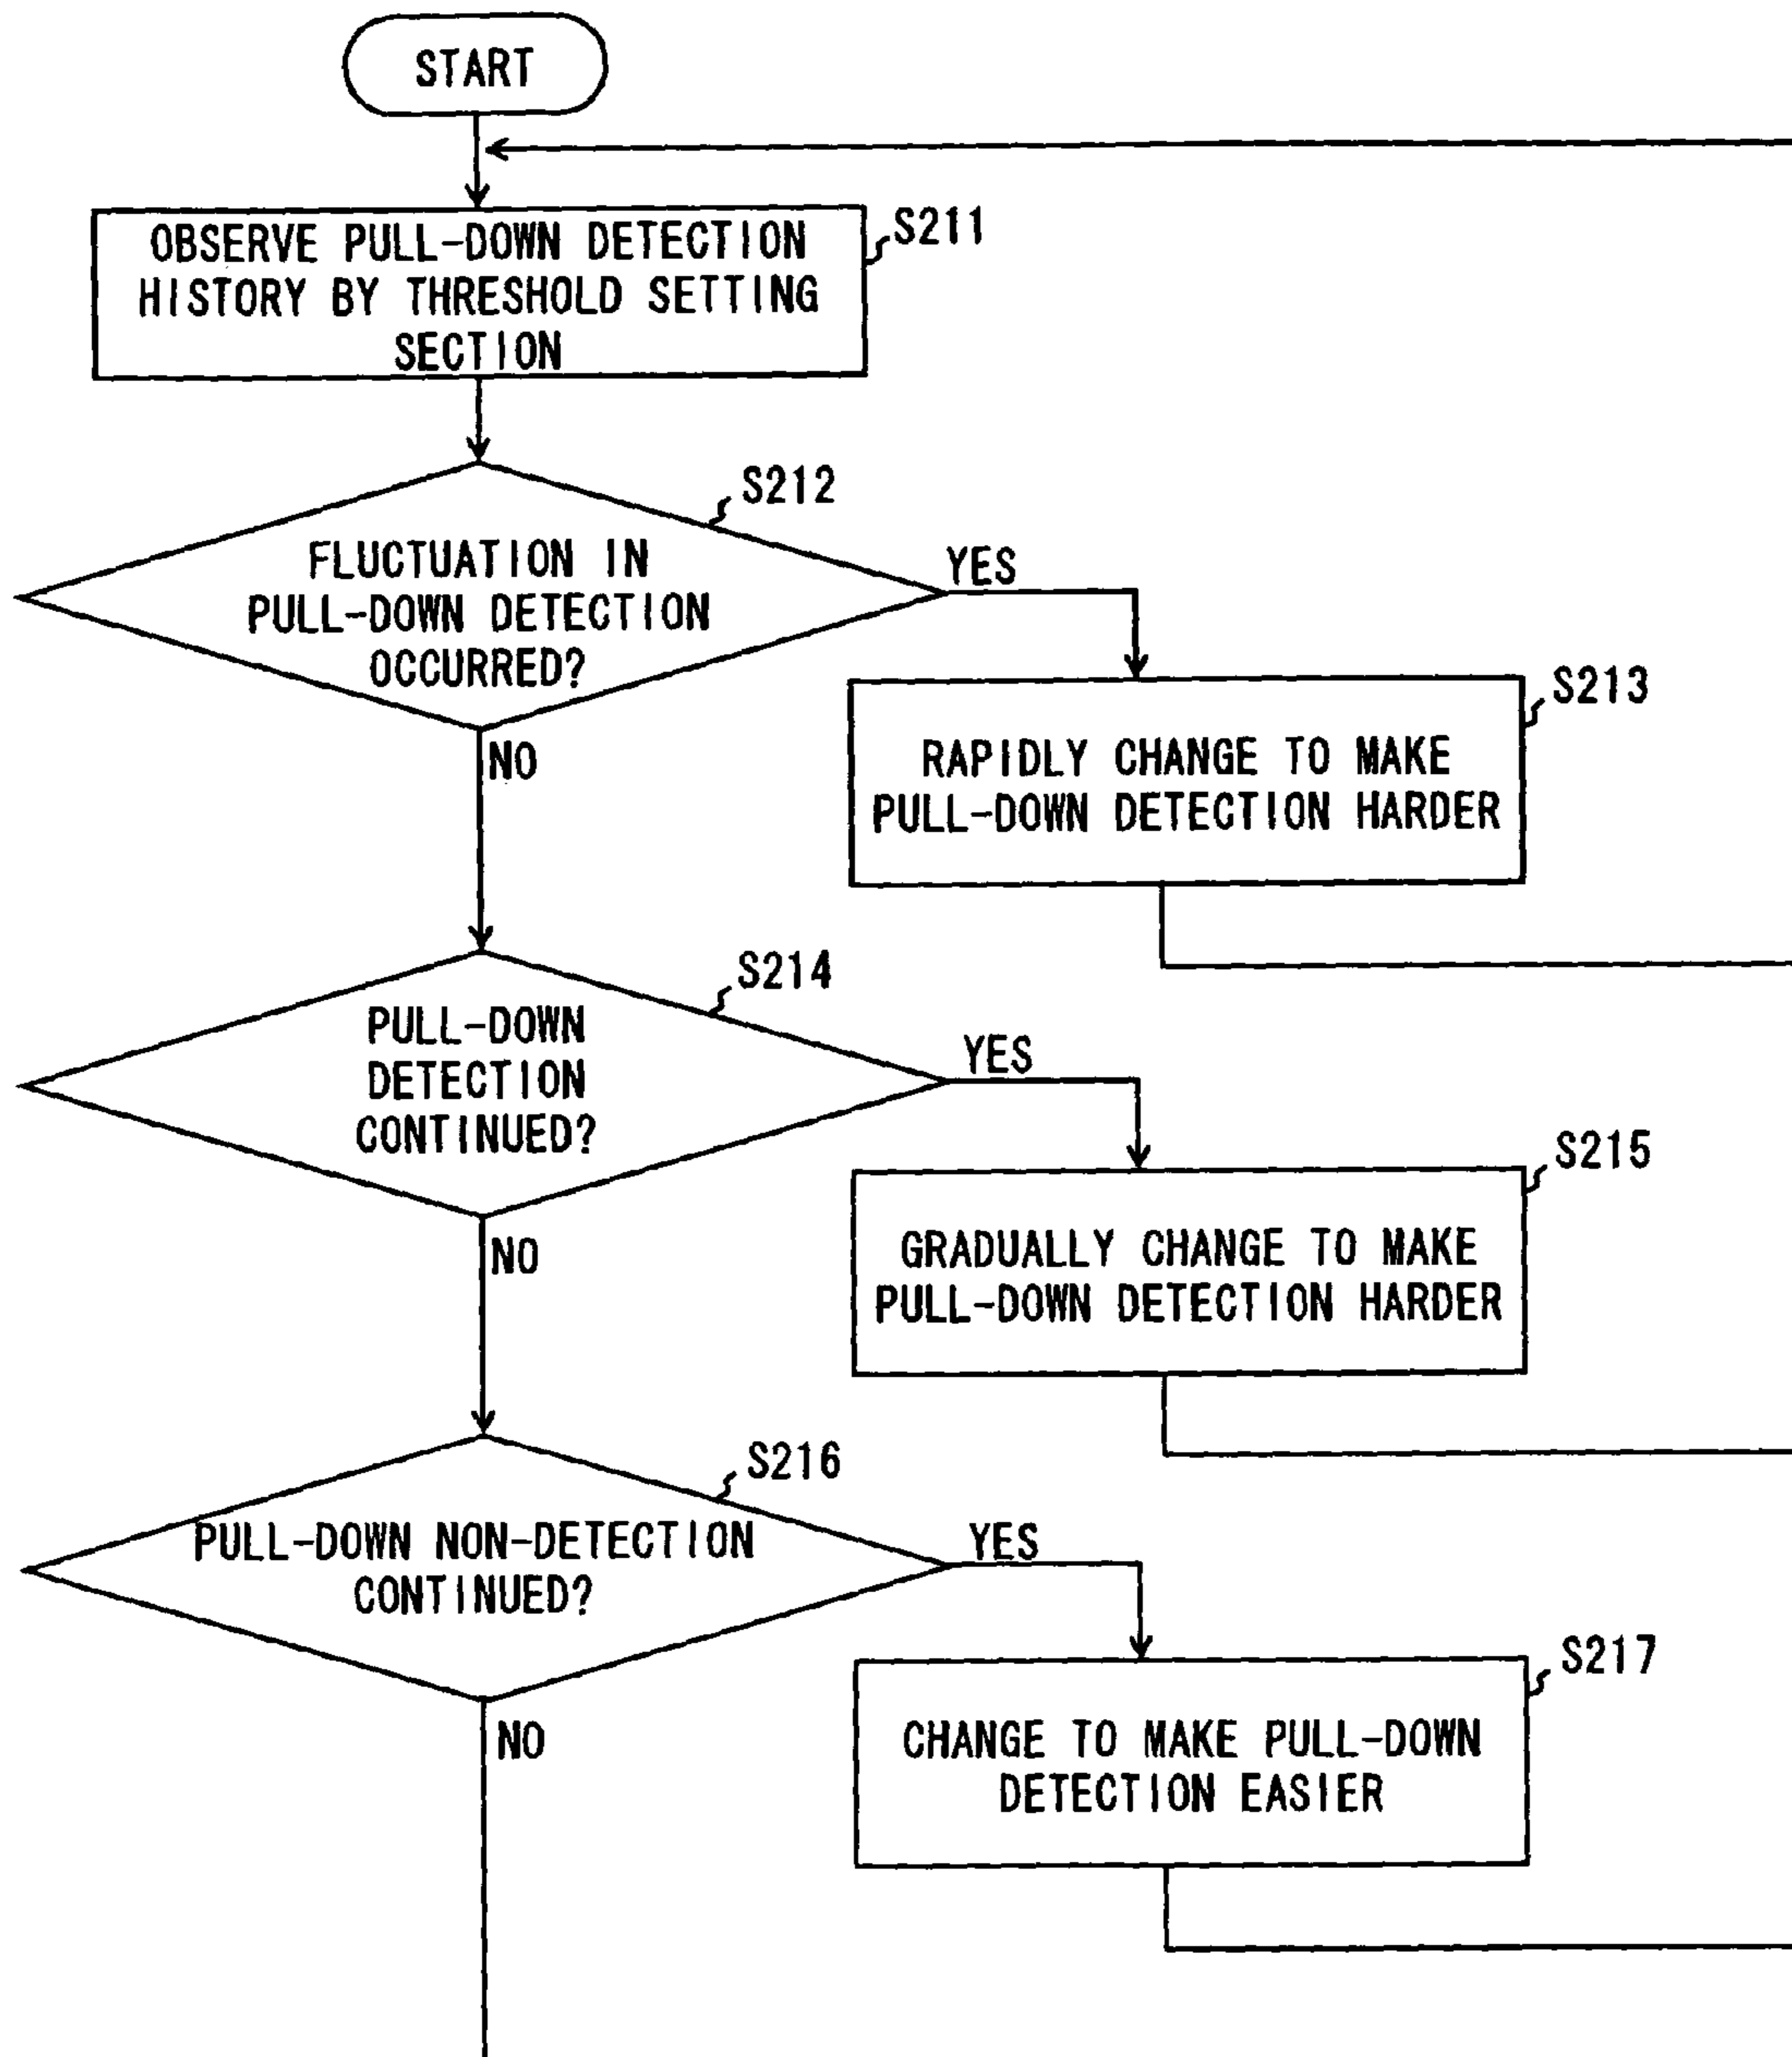 START
S211
OBSERVE PULL-DOWN DETECTION
HISTORY BY THRESHOLD SETTING
SECTION
S212
FLUCTUATION IN
PULL-DOWN DETECTION
OCCURRED?
YES
NO
S213
RAPIDLY CHANGE TO MAKE
PULL-DOWN DETECTION HARDER
S214
PULL-DOWN
DETECTION
CONTINUED?
YES
NO
S215
GRADUALLY CHANGE TO MAKE
PULL-DOWN DETECTION HARDER
S216
PULL-DOWN NON-DETECTION
CONTINUED?
YES
NO
S217
CHANGE TO MAKE PULL-DOWN
DETECTION EASIER